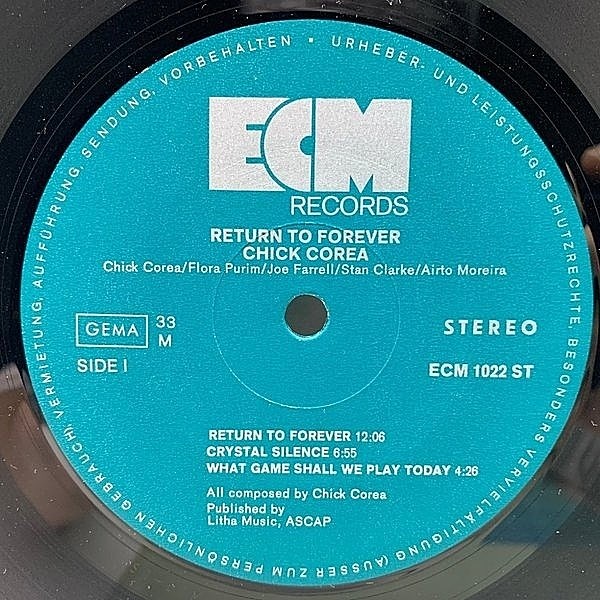 URHEBER- UND LEISTUNGSSCHUTZRECHTE, BESONDERS VERVIELFÄLTIGUNG (AUSSER ZUM PERSÖNLICHEN GEBRAUCH), VERMIETUNG, AUFFÜHRUNG, SENDUNG, VORBEHALTEN •
ECM
RECORDS
RETURN TO FOREVER
CHICK COREA
Chick Corea/Flora Purim/Joe Farrell/Stan Clarke/Airto Moreira
GEMA 33 M
STEREO
SIDE I
ECM 1022 ST
RETURN TO FOREVER 12:06
CRYSTAL SILENCE 6:55
WHAT GAME SHALL WE PLAY TODAY 4:26
All composed by Chick Corea
Published by
Litha Music, ASCAP